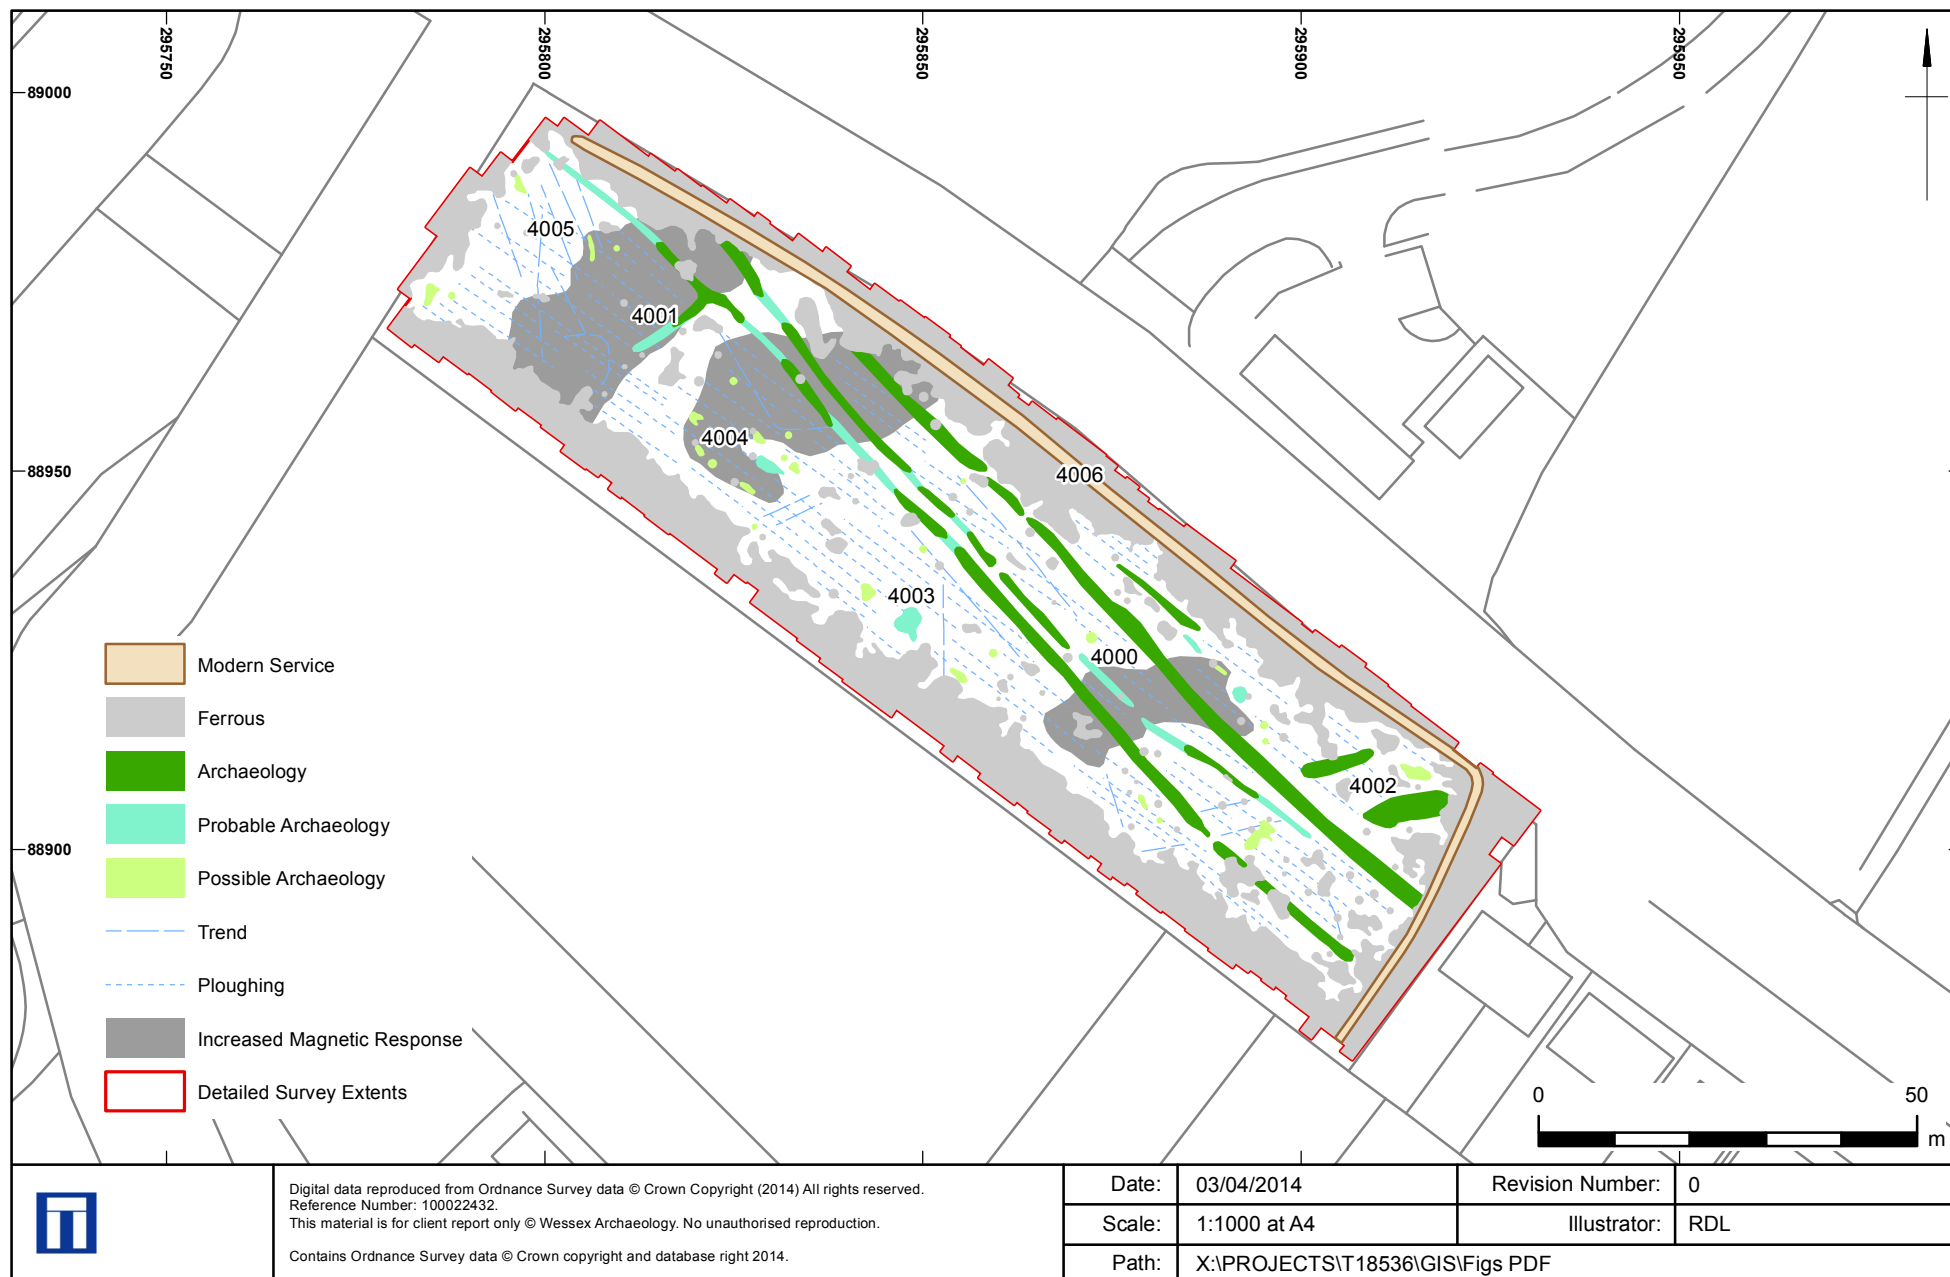 295750
295800
295850
295900
295950
89000
88950
88900
4005
4001
4004
4006
4003
4000
4002
Modern Service
Ferrous
Archaeology
Probable Archaeology
Possible Archaeology
Trend
Ploughing
Increased Magnetic Response
Detailed Survey Extents
0 50
m
Digital data reproduced from Ordnance Survey data © Crown Copyright (2014) All rights reserved.
Reference Number: 100022432.
This material is for client report only © Wessex Archaeology. No unauthorised reproduction.
Contains Ordnance Survey data © Crown copyright and database right 2014.
Date: 03/04/2014 Revision Number: 0
Scale: 1:1000 at A4 Illustrator: RDL
Path: X:\PROJECTS\T18536\GIS\Figs PDF